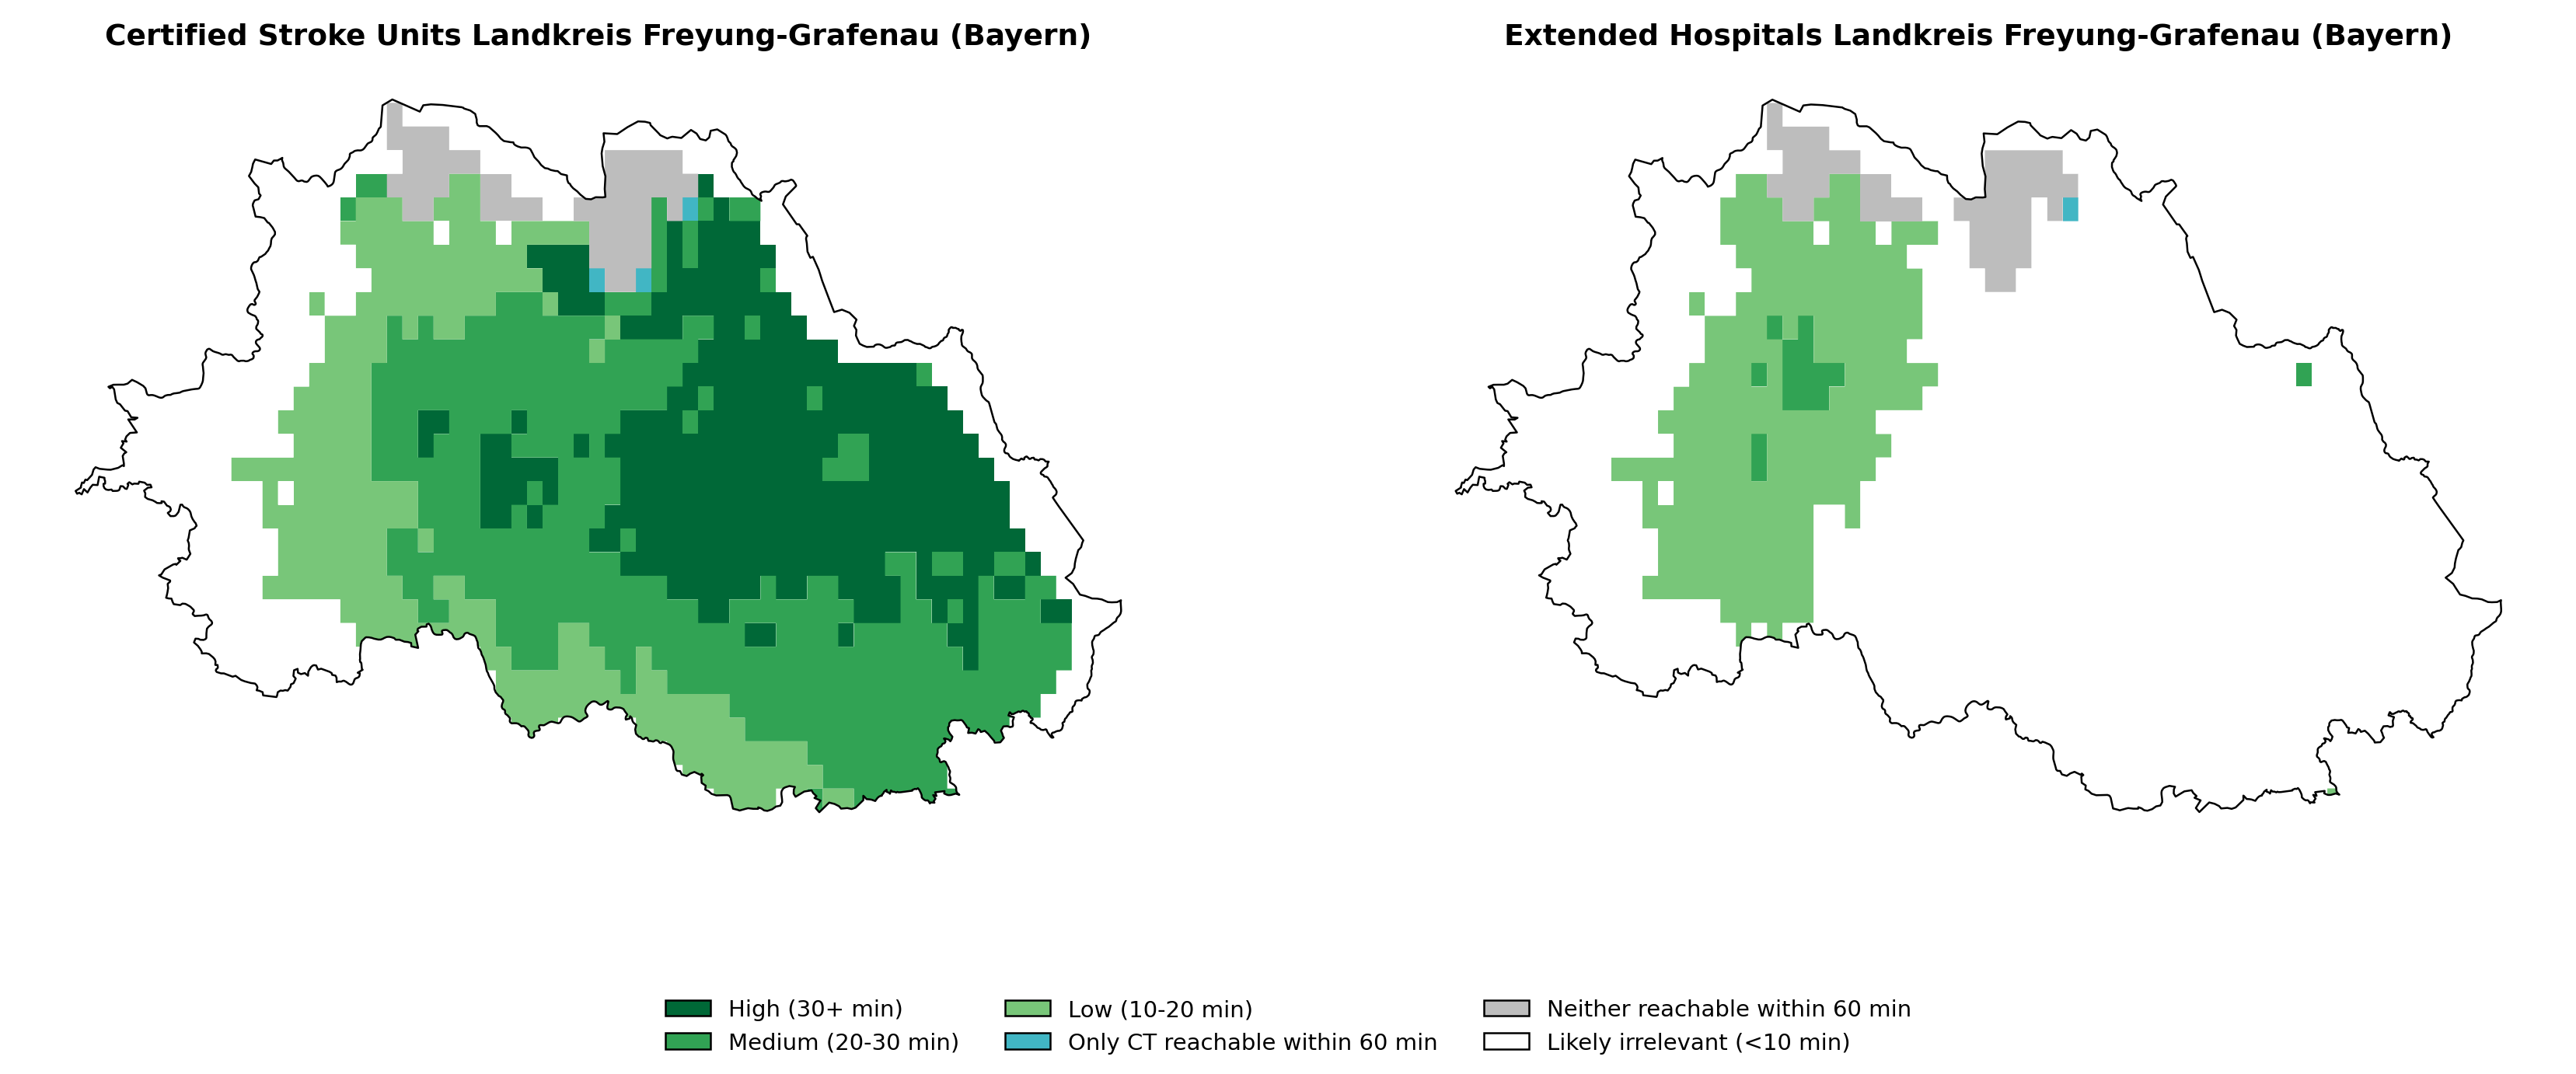 Certified Stroke Units Landkreis Freyung-Grafenau (Bayern)
Extended Hospitals Landkreis Freyung-Grafenau (Bayern)
High (30+ min)
Medium (20-30 min)
Low (10-20 min)
Only CT reachable within 60 min
Neither reachable within 60 min
Likely irrelevant (<10 min)